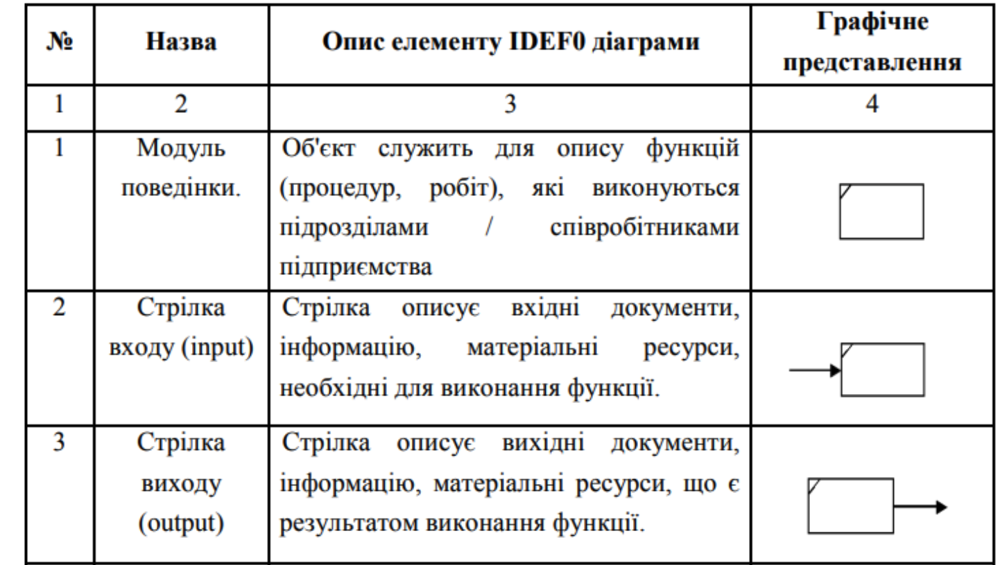 № Назва Опис елементу IDEF0 діаграми Графічне представлення
1 2 3 4
1 Модуль поведінки. Об'єкт служить для опису функцій
(процедур, робіт), які виконуються
підрозділами / співробітниками
підприємства
2 Стрілка входу (input) Стрілка описує вхідні документи,
інформацію, матеріальні ресурси,
необхідні для виконання функції.
3 Стрілка виходу (output) Стрілка описує вихідні документи,
інформацію, матеріальні ресурси, що є
результатом виконання функції.